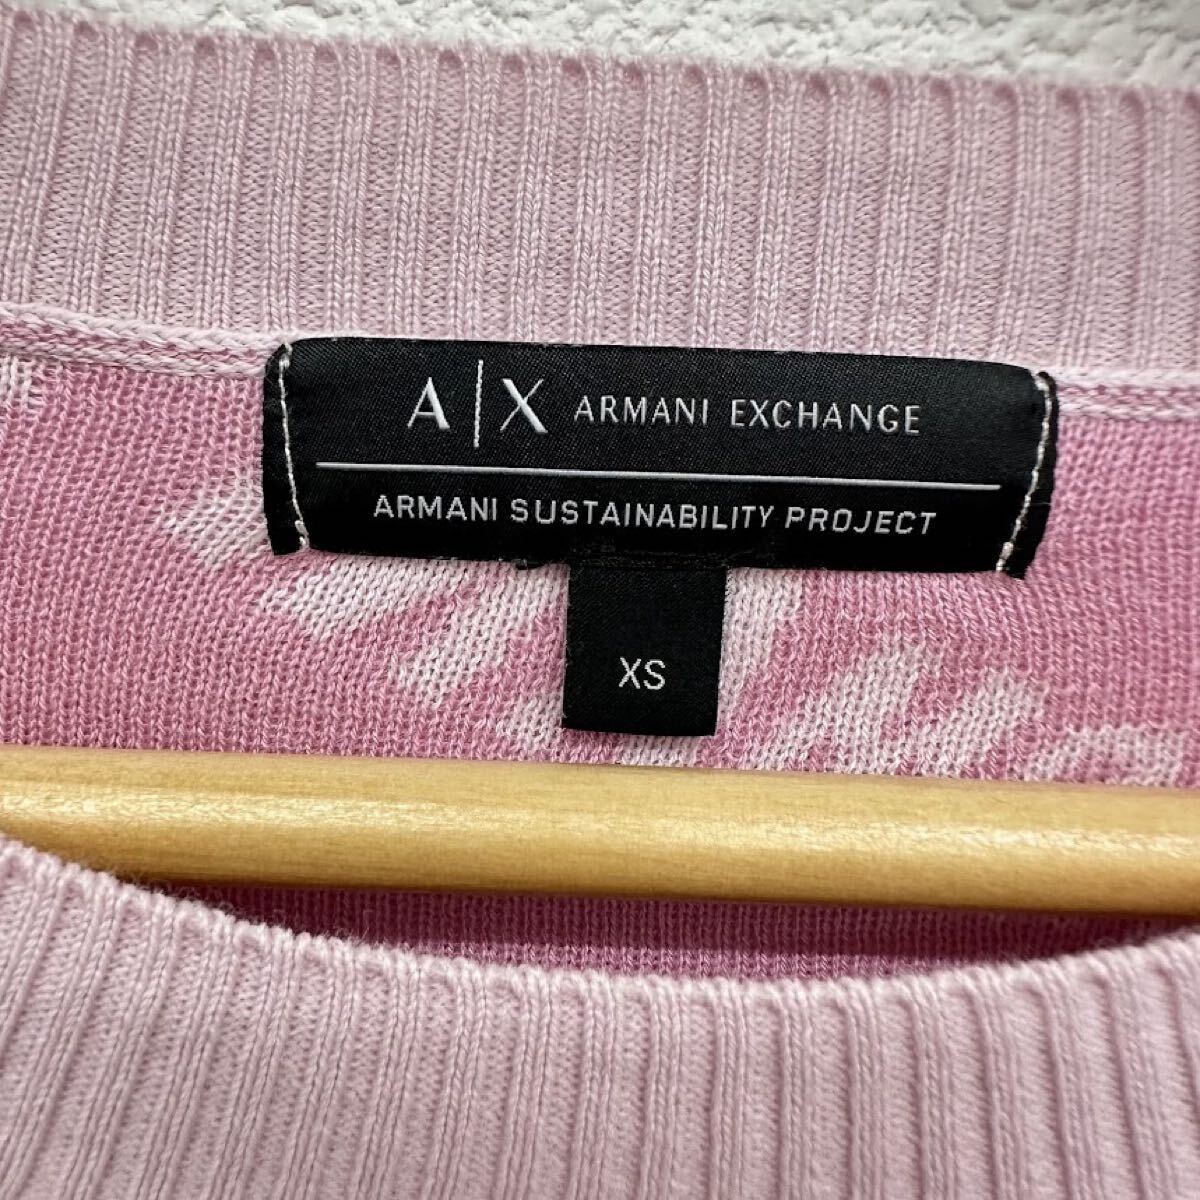 A|X ARMANI EXCHANGE
ARMANI SUSTAINABILITY PROJECT
XS